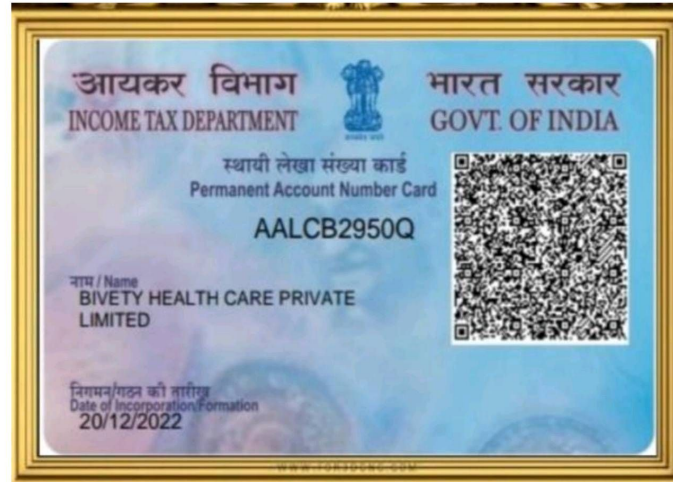 आयकर विभाग
INCOME TAX DEPARTMENT
भारत सरकार
GOVT. OF INDIA
स्थायी लेखा संख्या कार्ड
Permanent Account Number Card
AALCB2950Q
नाम / Name
BIVETY HEALTH CARE PRIVATE
LIMITED
निगमन/गठन की तारीख
Date of Incorporation/Formation
20/12/2022